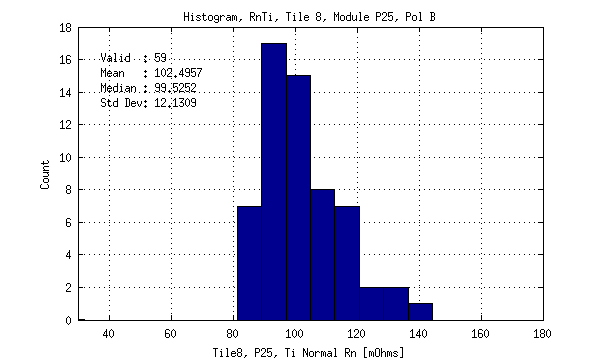 Histogram, RnTi, Tile 8, Module P25, Pol B
18
16
14
12
10
8
6
4
2
0
Valid : 59
Mean : 102.4957
Median : 99.5252
Std Dev: 12.1309
Count
40 60 80 100 120 140 160 180
Tile8, P25, Ti Normal Rn [mOhms]